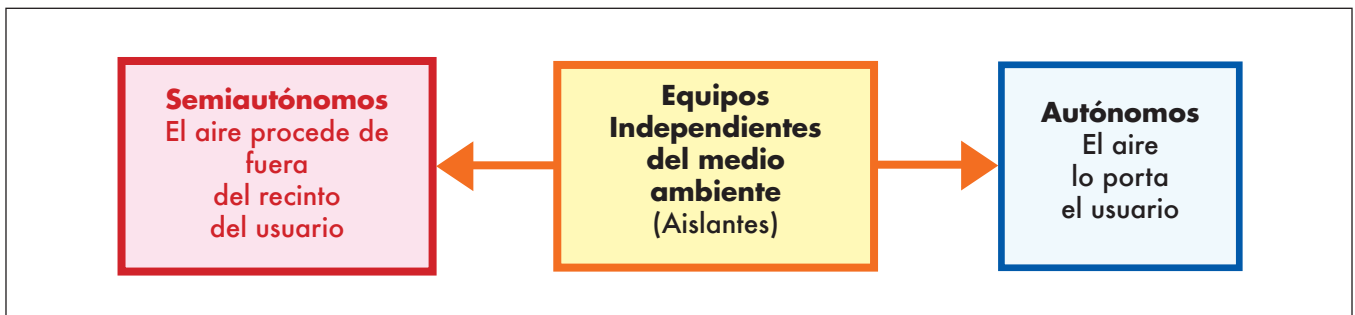 Semiautónomos
El aire procede de
fuera
del recinto
del usuario
Equipos
Independientes
del medio
ambiente
(Aislantes)
Autónomos
El aire
lo porta
el usuario